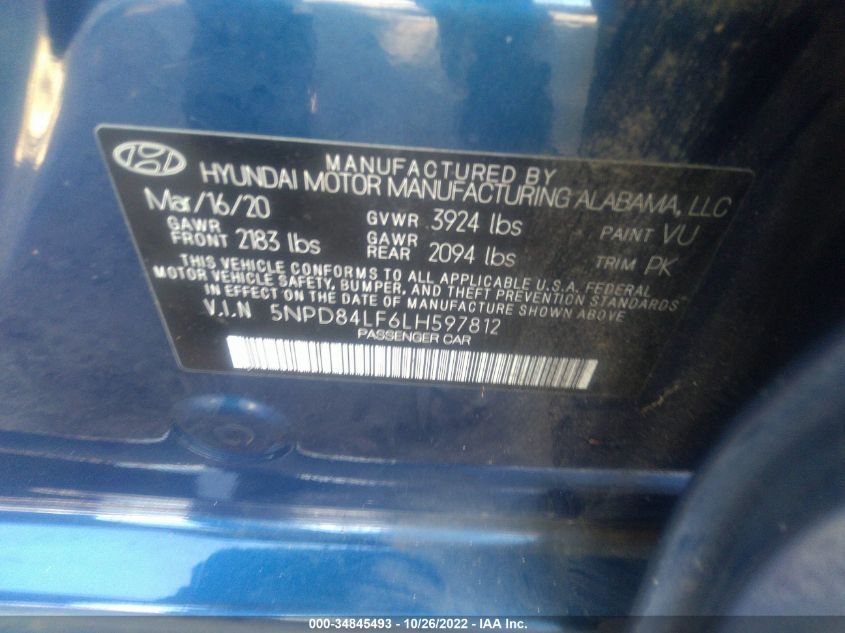 MANUFACTURED BY
HYUNDAI MOTOR MANUFACTURING ALABAMA, LLC
Mar/16/20 GVWR 3924 lbs PAINT VU
GAWR FRONT 2183 lbs GAWR REAR 2094 lbs TRIM PK
THIS VEHICLE CONFORMS TO ALL APPLICABLE U.S.A. FEDERAL
MOTOR VEHICLE SAFETY, BUMPER, AND THEFT PREVENTION STANDARDS
IN EFFECT ON THE DATE OF MANUFACTURE SHOWN ABOVE
V.I.N 5NPD84LF6LH597812
PASSENGER CAR
000-34845493 - 10/26/2022 - IAA Inc.